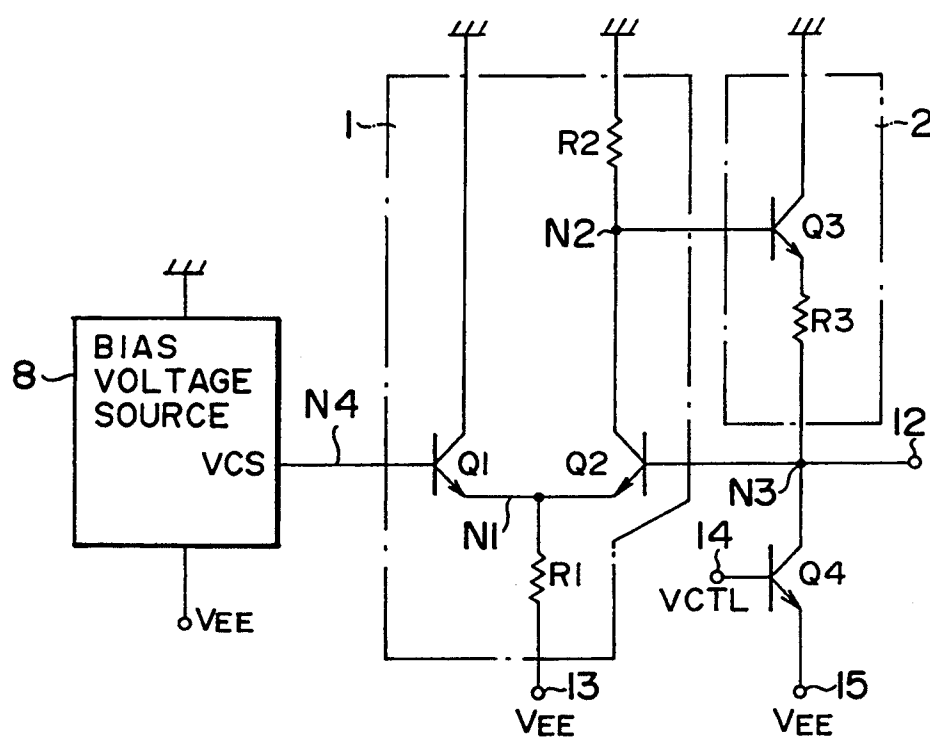 1
2
R2
N2
Q3
R3
8
BIAS
VOLTAGE
SOURCE
VCS
N4
Q1
Q2
12
N3
N1
14
R1
VCTL
Q4
VEE
13
VEE
15
VEE